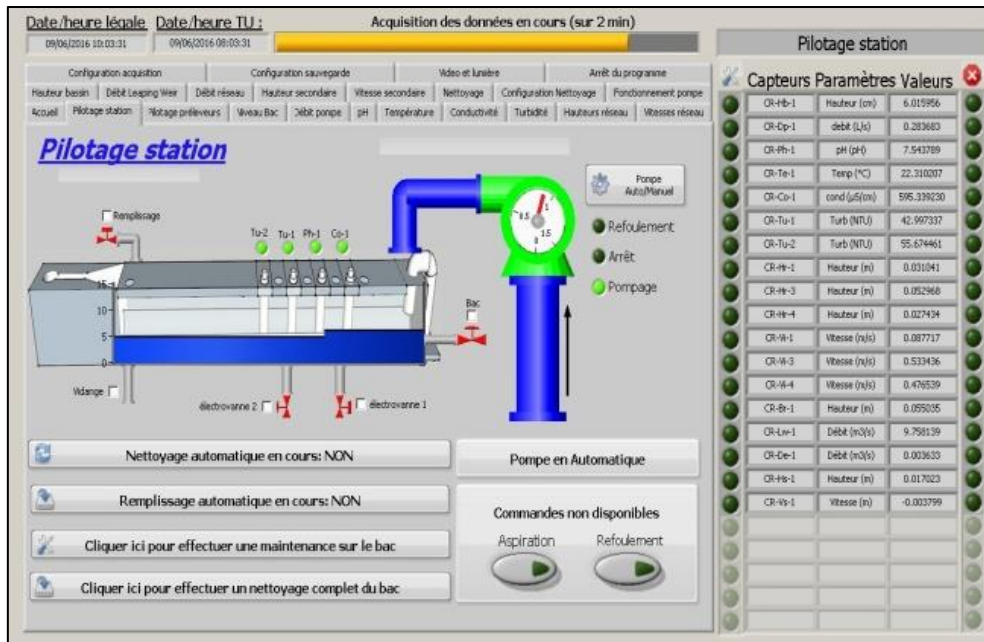 Date/heure légale Date/heure TU :
Acquisition des données en cours (sur 2 min)
09/06/2016 10:03:31 09/06/2016 08:03:31
Configuration acquisition Configuration sauvegarde Video et lumière Arrêt du programme
Hauteur bassin Débit Leaping Weir Débit réseau Hauteur secondaire Vitesse secondaire Nettoyage Configuration Nettoyage Fonctionnement pompe
Accueil Pilotage station Pilotage préleveurs Niveau Bac Débit pompe pH Température Conductivité Turbidité Hauteurs réseau Vitesses réseau
Pilotage station
Pompe
Auto/Manuel
Remplissage
Tu-2 Tu-1 Ph-1 Co-1
0.5 1
0 1.5
Refoulement
Arrêt
Pompage
15
10
5
0
Bac
Vidange
électrovanne 2 électrovanne 1
Nettoyage automatique en cours: NON
Remplissage automatique en cours: NON
Cliquer ici pour effectuer une maintenance sur le bac
Cliquer ici pour effectuer un nettoyage complet du bac
Pompe en Automatique
Commandes non disponibles
Aspiration Refoulement
Pilotage station
Capteurs Paramètres Valeurs
CR-Hb-1 Hauteur (cm) 6.015956
CR-Dp-1 debit (L/s) 0.283683
CR-Ph-1 pH (pH) 7.543789
CR-Te-1 Temp (°C) 22.310207
CR-Co-1 cond (µS/cm) 595.339230
CR-Tu-1 Turb (NTU) 42.997337
CR-Tu-2 Turb (NTU) 55.674461
CR-Hr-1 Hauteur (m) 0.031041
CR-Hr-3 Hauteur (m) 0.052968
CR-Hr-4 Hauteur (m) 0.027434
CR-Vi-1 Vitesse (m/s) 0.087717
CR-Vi-3 Vitesse (m/s) 0.533436
CR-Vi-4 Vitesse (m/s) 0.476539
CR-Br-1 Hauteur (m) 0.055035
CR-Lw-1 Débit (m3/s) 9.758139
CR-De-1 Débit (m3/s) 0.003633
CR-Hs-1 Hauteur (m) 0.017023
CR-Vs-1 Vitesse (m) -0.003799